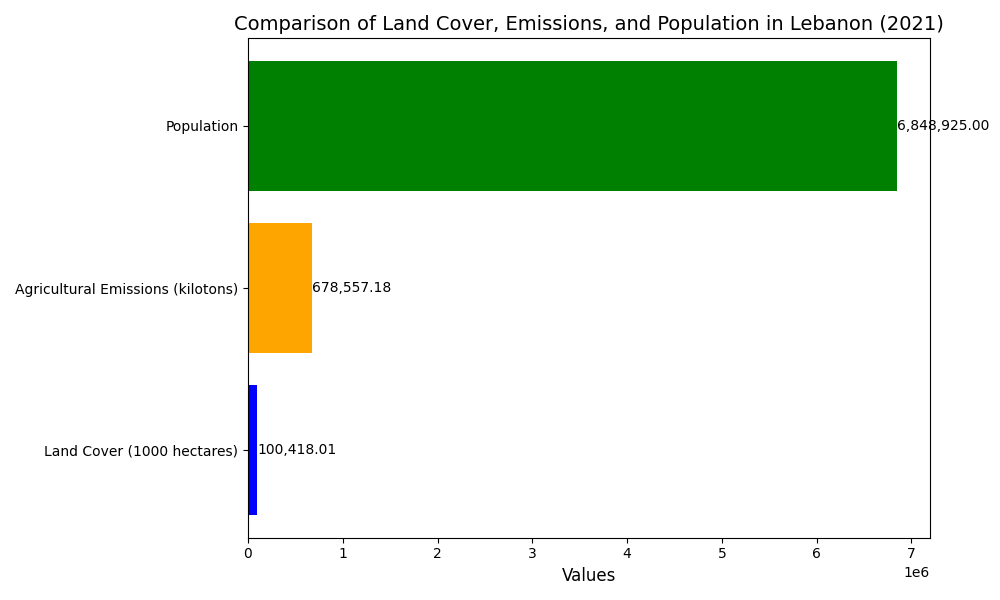 Comparison of Land Cover, Emissions, and Population in Lebanon (2021)
Population
6,848,925.00
Agricultural Emissions (kilotons)
678,557.18
Land Cover (1000 hectares)
100,418.01
0 1 2 3 4 5 6 7
1e6
Values